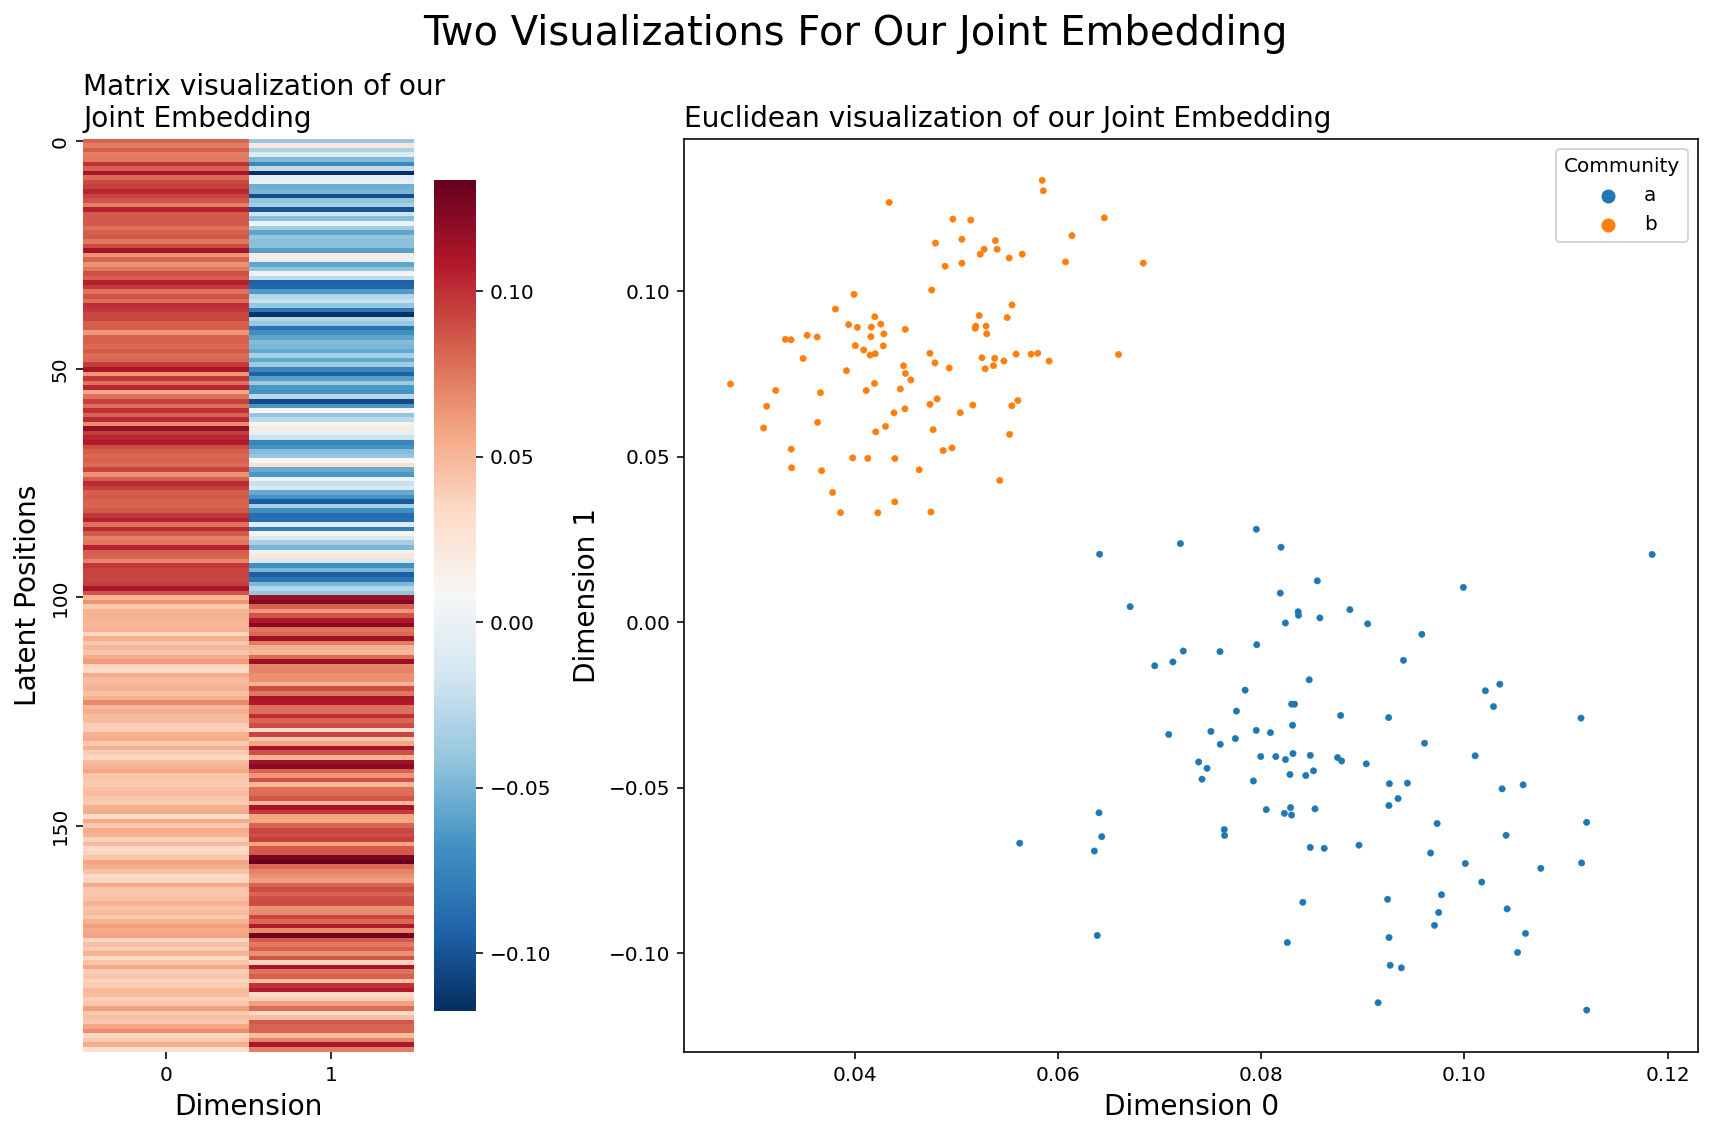 Two Visualizations For Our Joint Embedding
Matrix visualization of our
Joint Embedding
0
50
100
150
Latent Positions
0
1
Dimension
0.10
0.05
0.00
−0.05
−0.10
Euclidean visualization of our Joint Embedding
Community
a
b
0.10
0.05
0.00
−0.05
−0.10
Dimension 1
0.04
0.06
0.08
0.10
0.12
Dimension 0